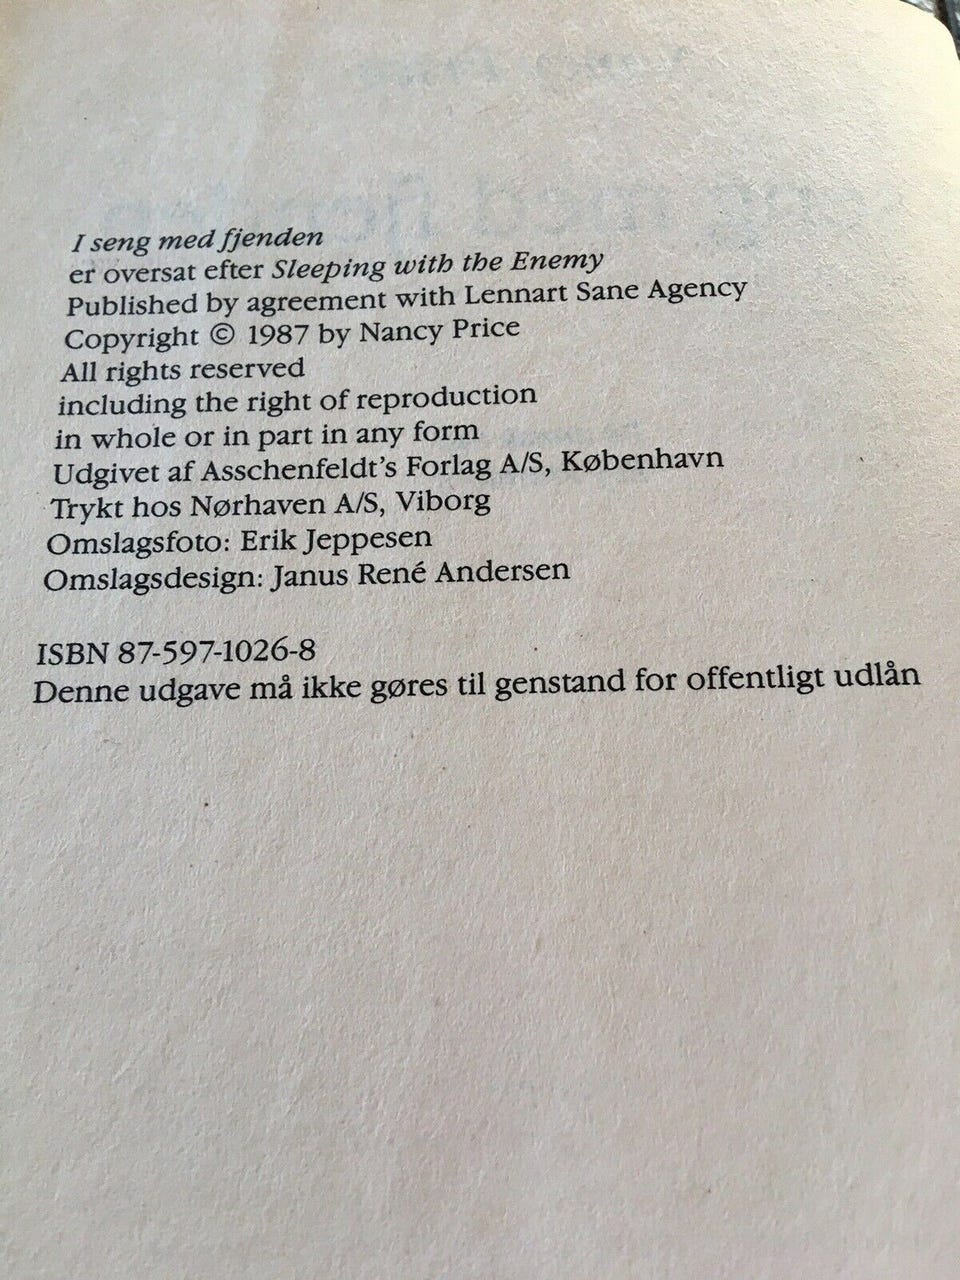 I seng med fjenden
er oversat efter Sleeping with the Enemy
Published by agreement with Lennart Sane Agency
Copyright © 1987 by Nancy Price
All rights reserved
including the right of reproduction
in whole or in part in any form
Udgivet af Asschenfeldt's Forlag A/S, København
Trykt hos Nørhaven A/S, Viborg
Omslagsfoto: Erik Jeppesen
Omslagsdesign: Janus René Andersen
ISBN 87-597-1026-8
Denne udgave må ikke gøres til genstand for offentligt udlån